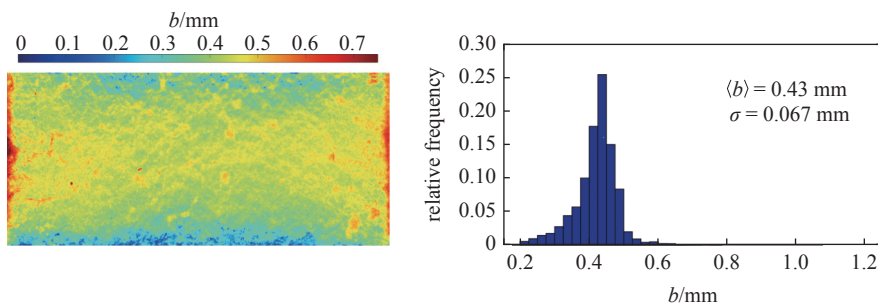 b/mm
0 0.1 0.2 0.3 0.4 0.5 0.6 0.7
0.30
0.25
0.20
0.15
0.10
0.05
0
relative frequency
⟨b⟩ = 0.43 mm
σ = 0.067 mm
0.2 0.4 0.6 0.8 1.0 1.2
b/mm